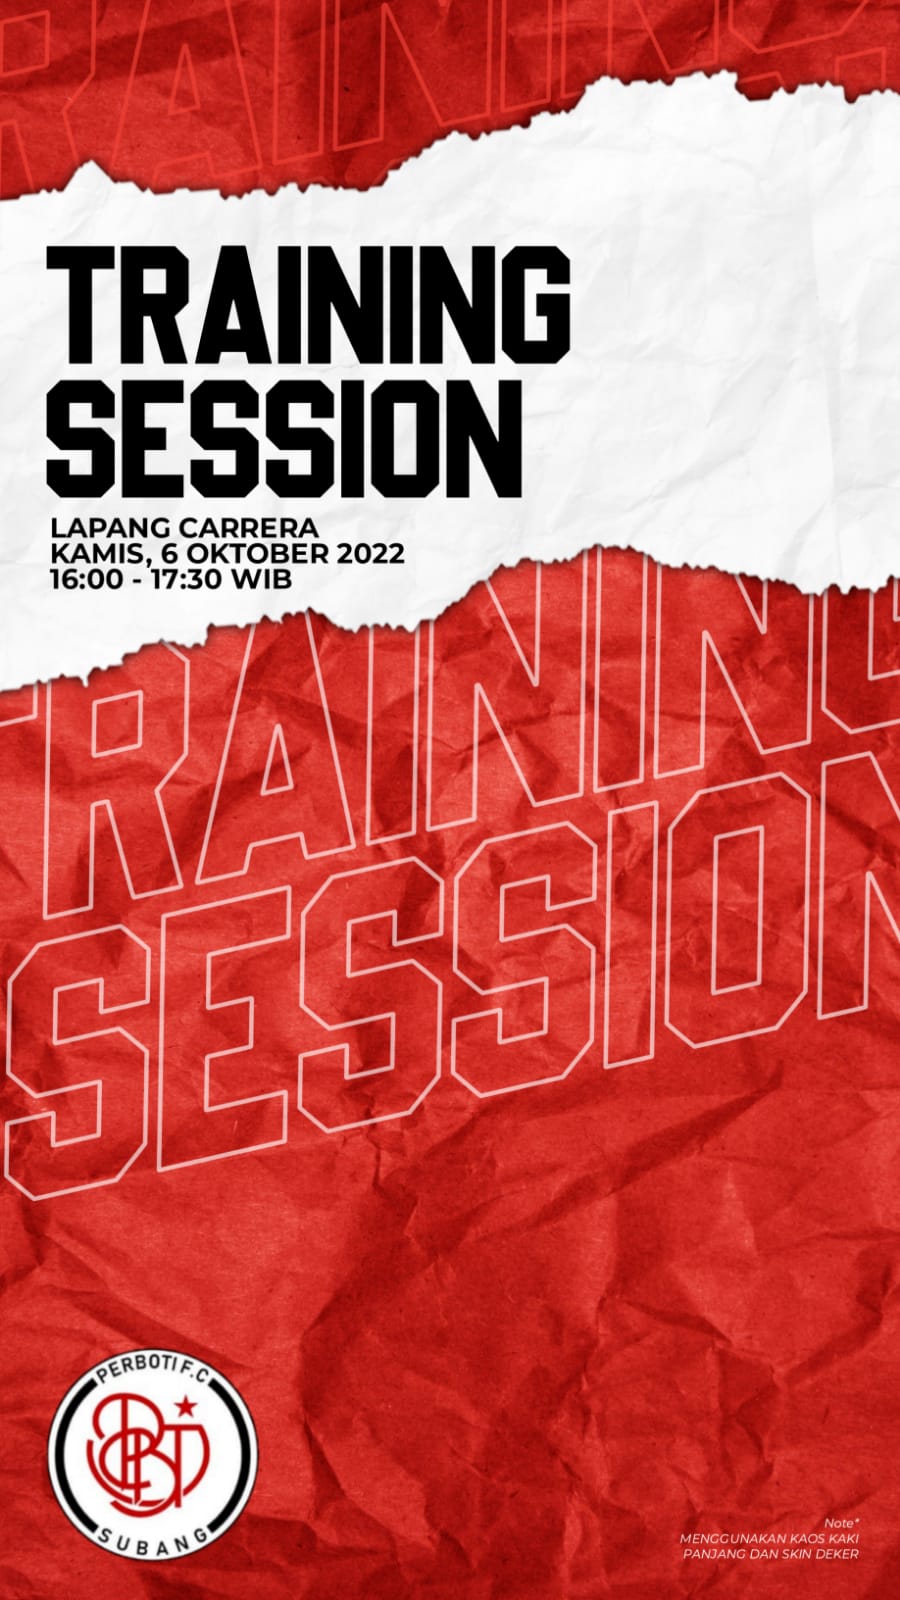 TRAINING
TRAINING
SESSION
LAPANG CARRERA
KAMIS, 6 OKTOBER 2022
16:00 - 17:30 WIB
TRAINING
SESSION
PERBOTI F.C
SUBANG
Note*
MENGGUNAKAN KAOS KAKI
PANJANG DAN SKIN DEKER